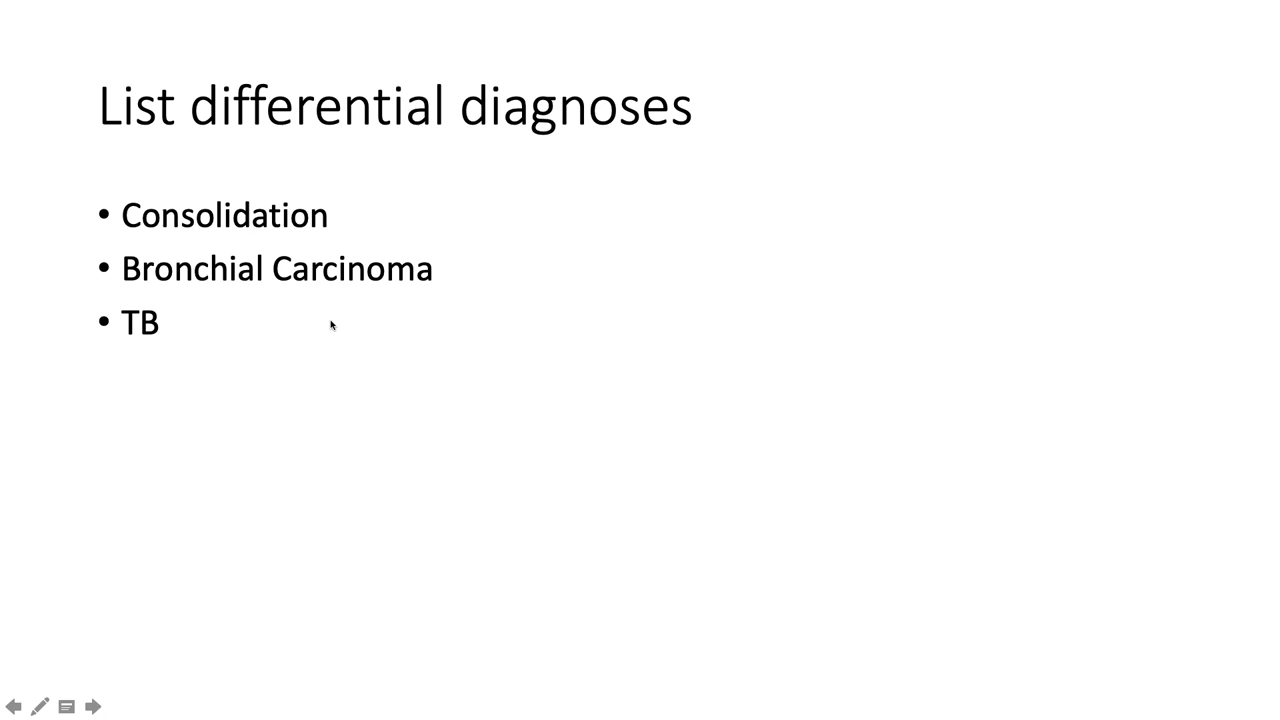 List differential diagnoses
• Consolidation
• Bronchial Carcinoma
• TB